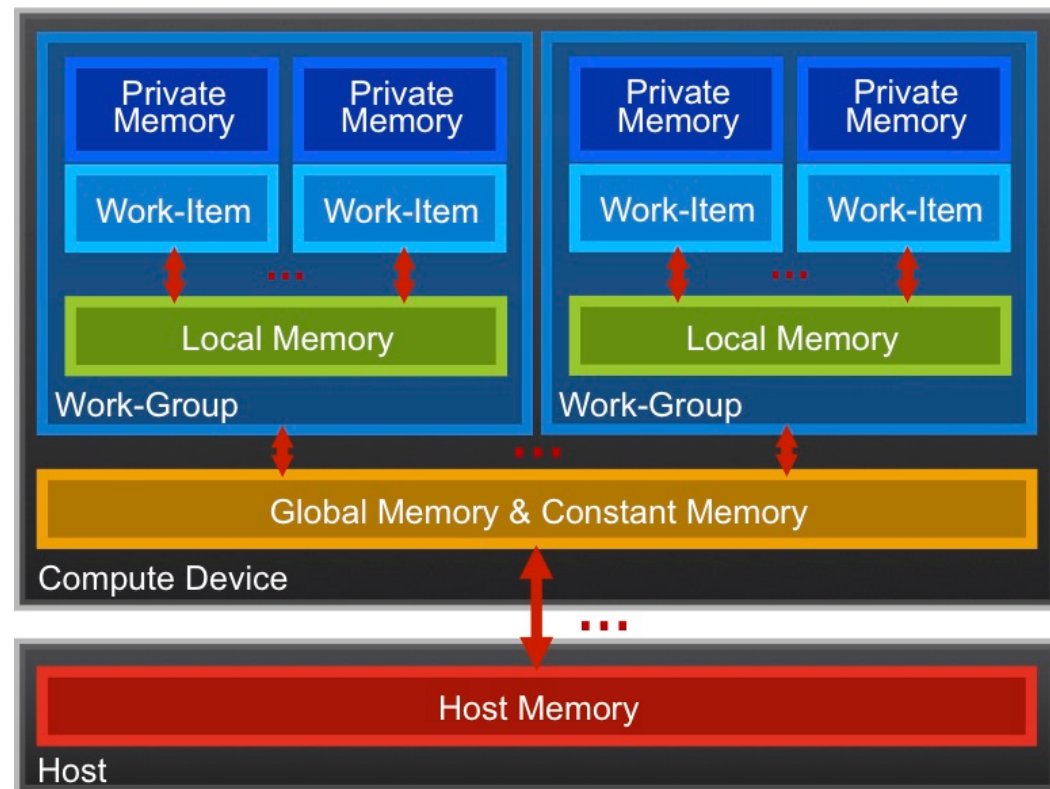 Private
Memory
Private
Memory
Private
Memory
Private
Memory
Work-Item
Work-Item
Work-Item
Work-Item
...
...
Local Memory
Local Memory
Work-Group
Work-Group
...
Global Memory & Constant Memory
Compute Device
...
Host Memory
Host